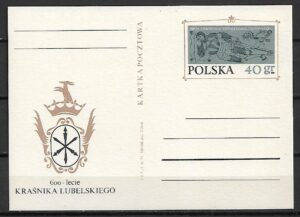 POLSKA
40 gr
KARTKA POCZTOWA
600-lecie
KRAŚNIKA LUBELSKIEGO